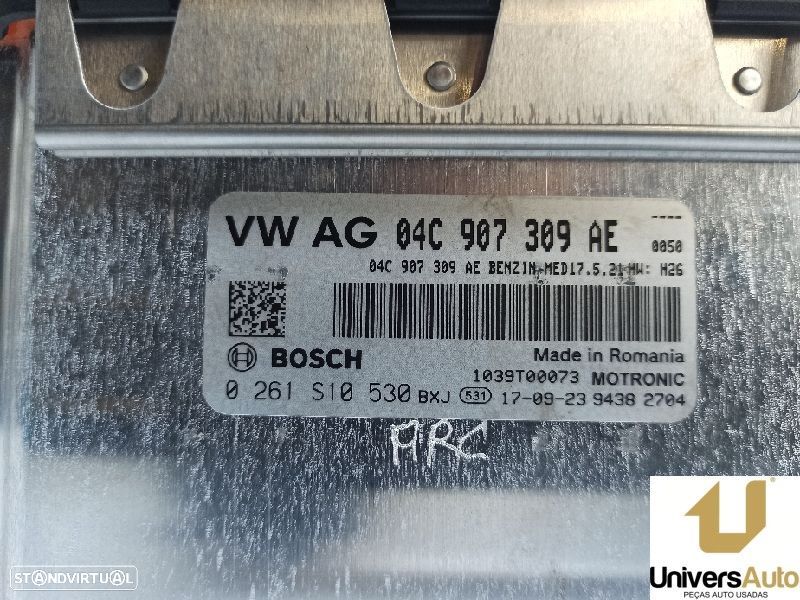 VW AG 04C 907 309 AE ---- 0050
04C 907 309 AE BENZIN, MED17.5.21 HW: H26
BOSCH
Made in Romania
1039T00073 MOTRONIC
0 261 S10 530 BXJ 531 17-09-23 9438 2704
ARC
STANDVIRTUAL
UniversAuto
PEÇAS AUTO USADAS